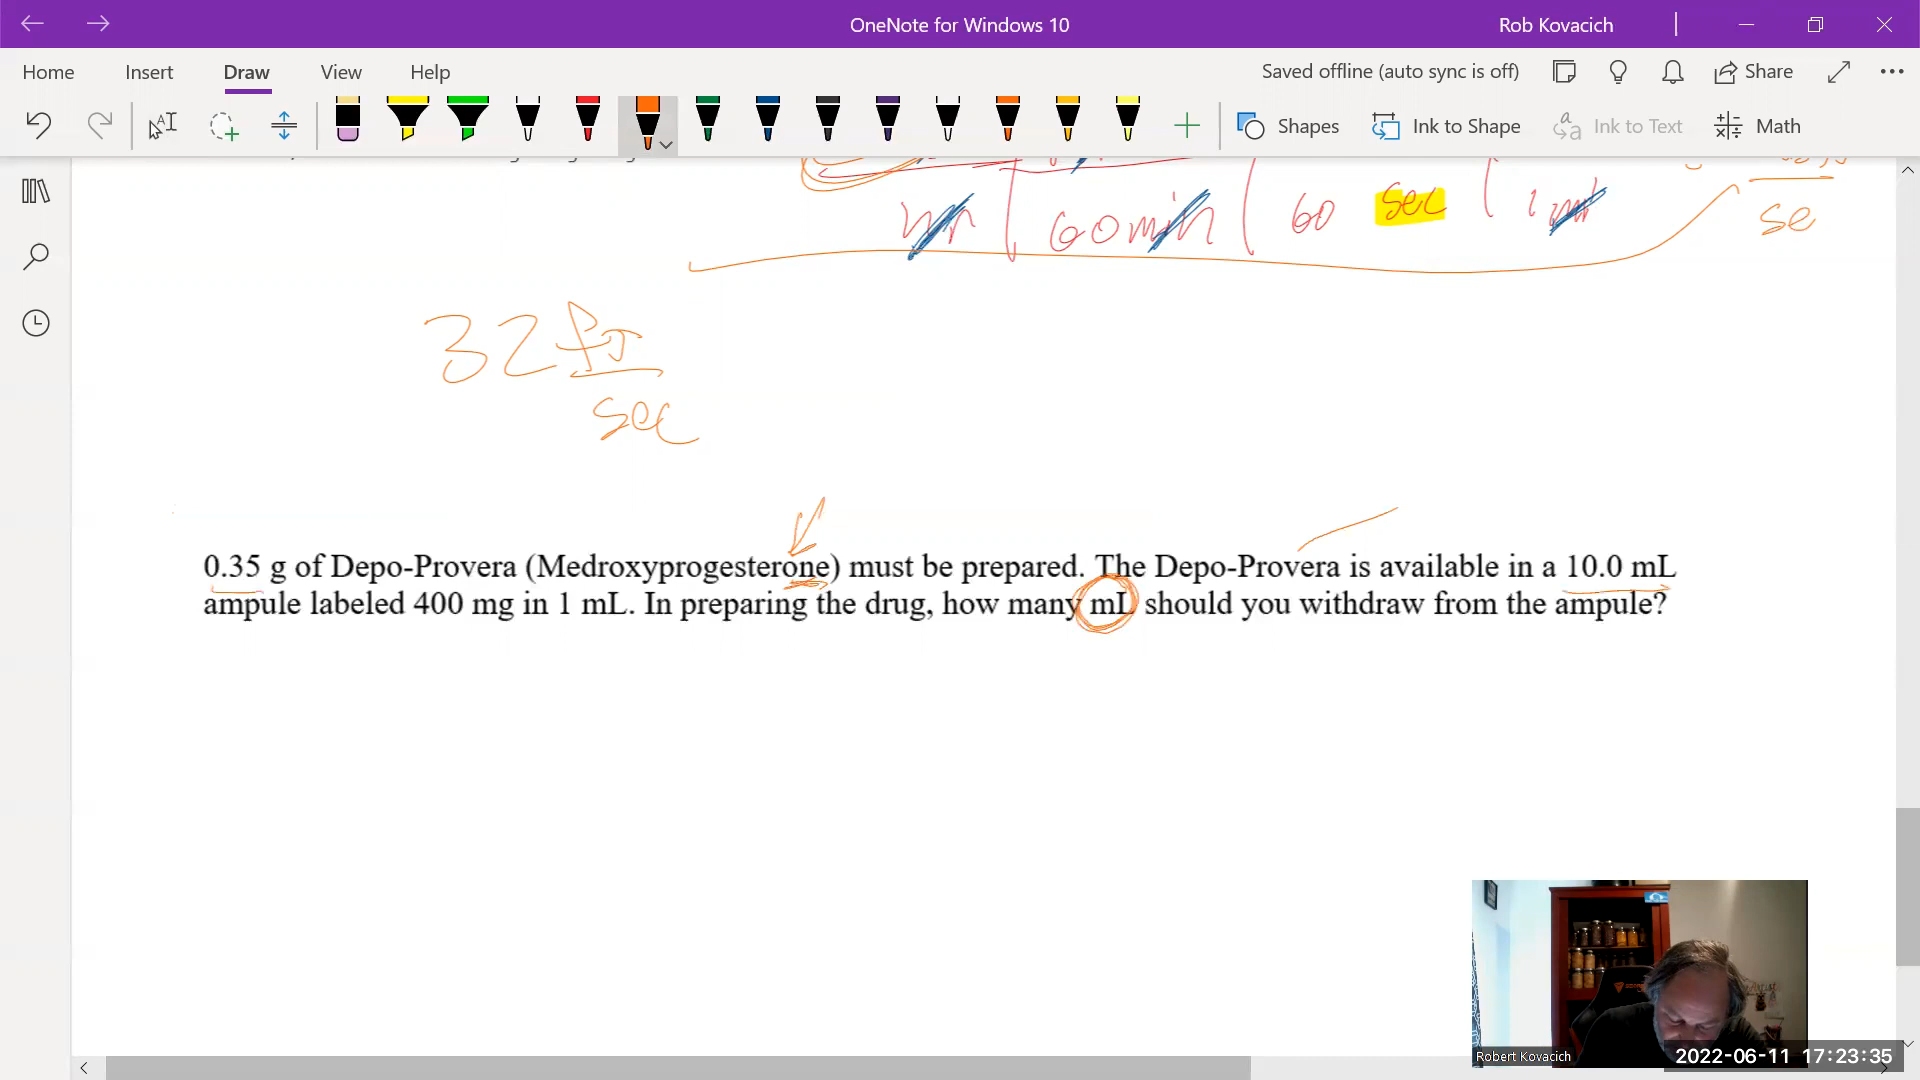 OneNote for Windows 10
Rob Kovacich
Home Insert Draw View Help
Saved offline (auto sync is off) Share
Shapes Ink to Shape Ink to Text Math
60 min 60 sec 1
se
32
sec
0.35 g of Depo-Provera (Medroxyprogesterone) must be prepared. The Depo-Provera is available in a 10.0 mL
ampule labeled 400 mg in 1 mL. In preparing the drug, how many mL should you withdraw from the ampule?
Robert Kovacich
2022-06-11 17:23:35